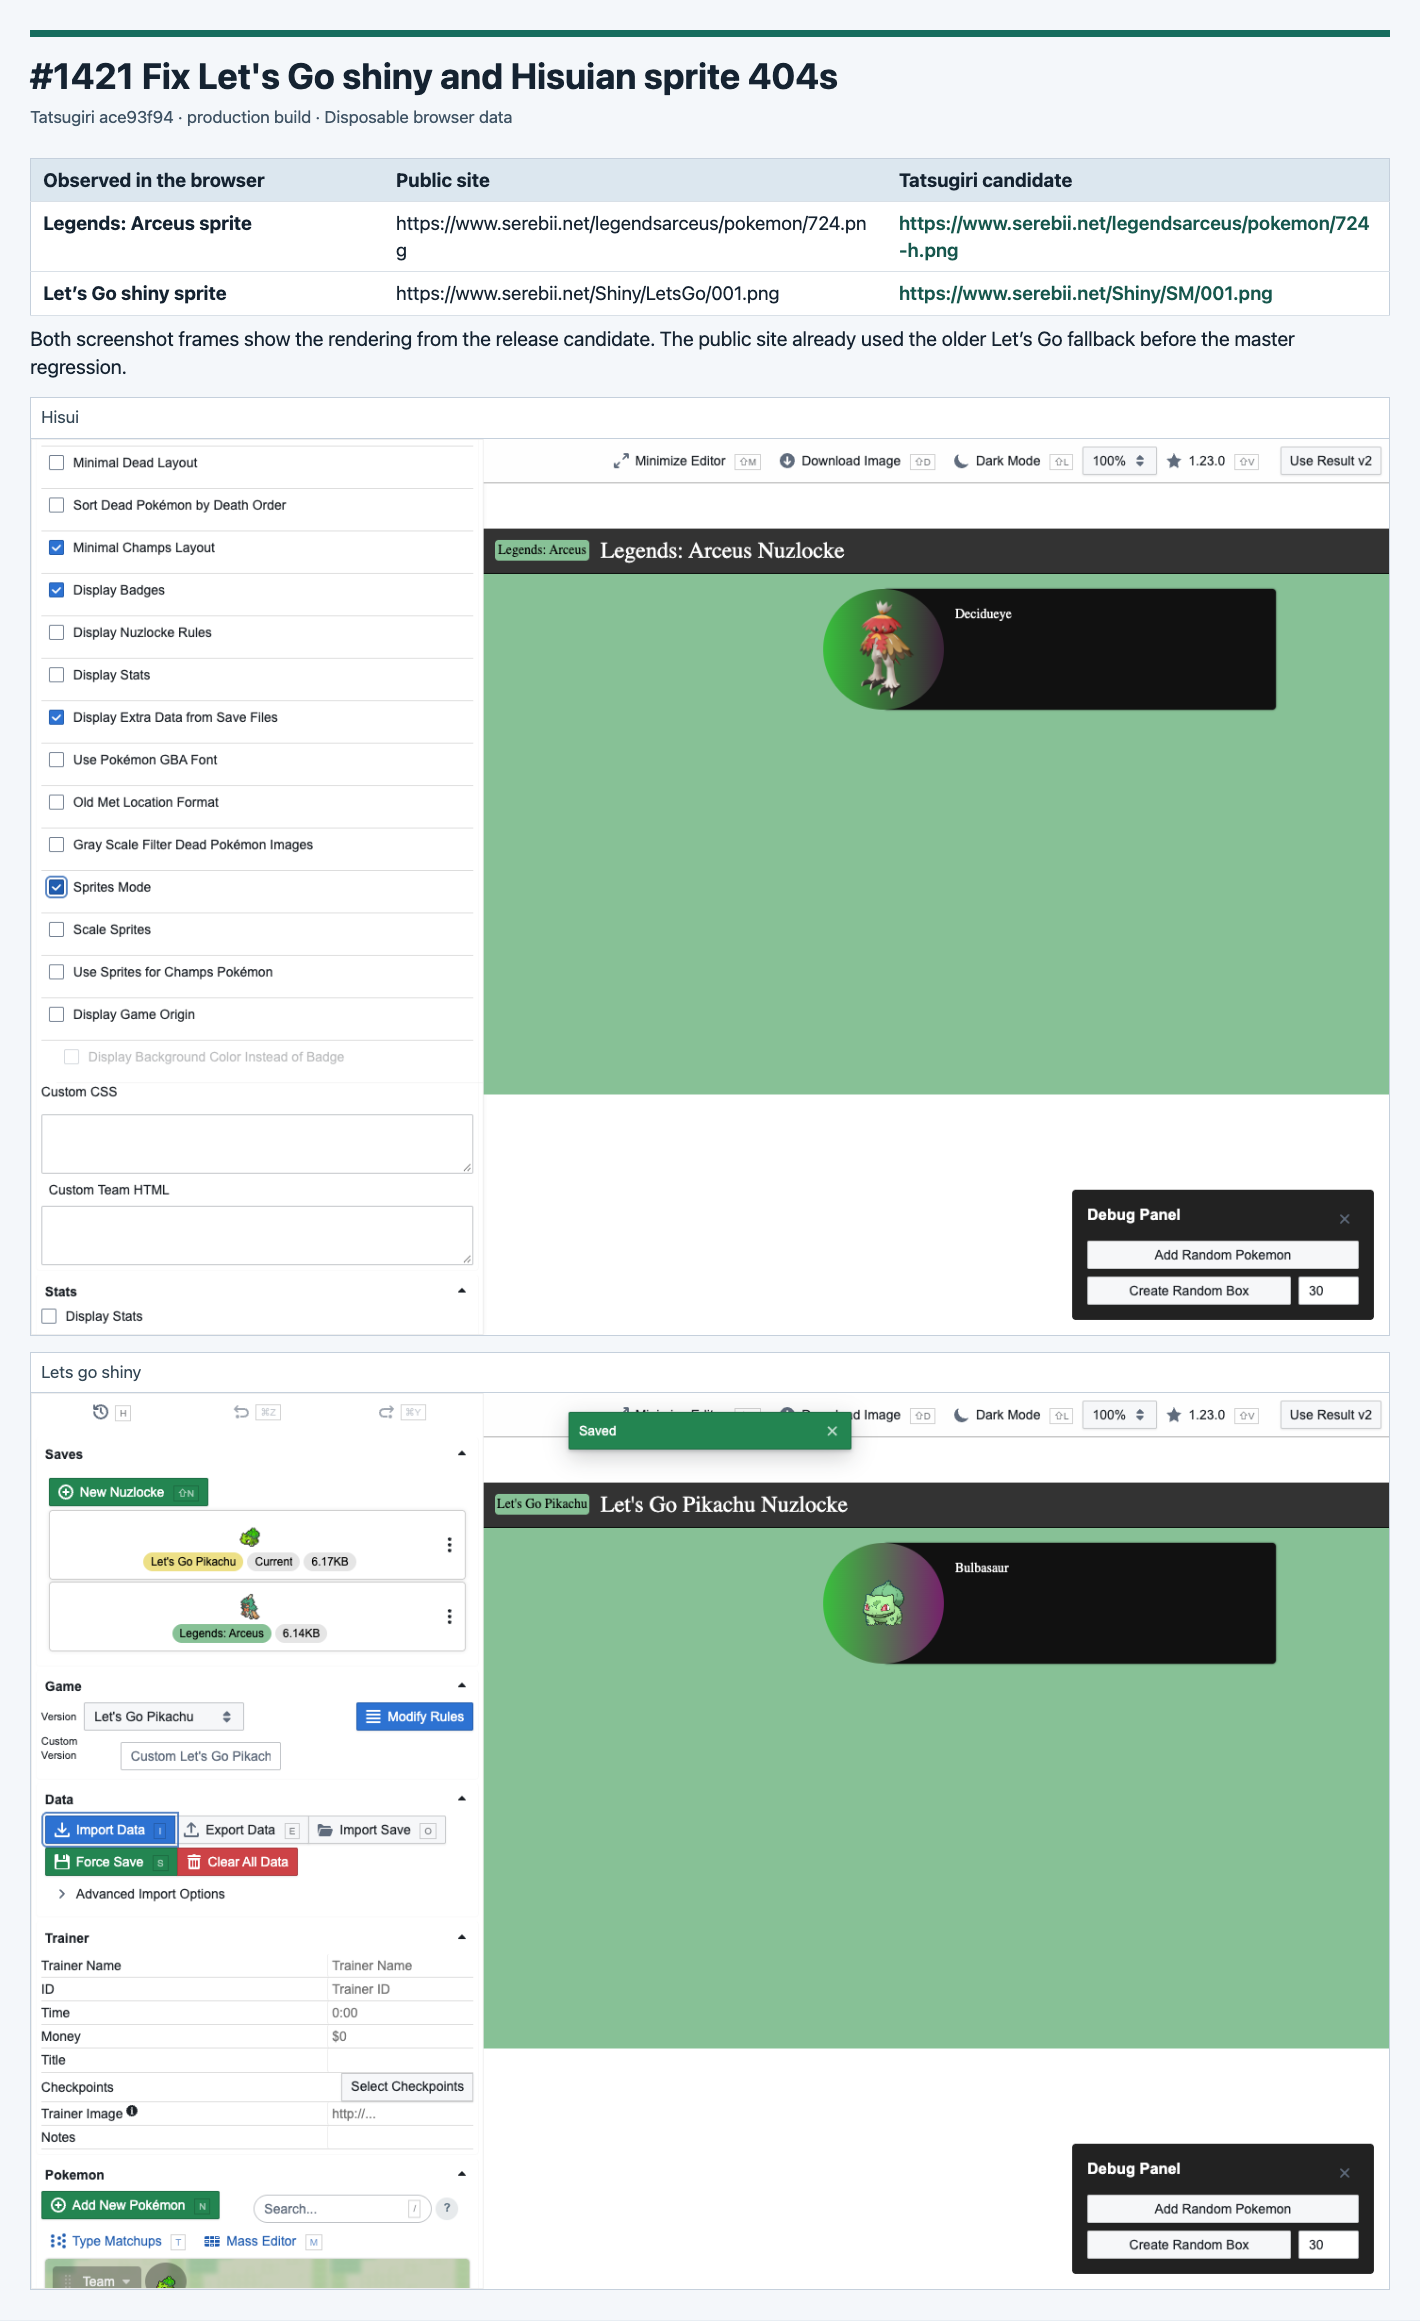 #1421 Fix Let's Go shiny and Hisuian sprite 404s
Tatsugiri ace93f94 · production build · Disposable browser data
Observed in the browser Public site Tatsugiri candidate
Legends: Arceus sprite https://www.serebii.net/legendsarceus/pokemon/724.pn https://www.serebii.net/legendsarceus/pokemon/724
g -h.png
Let’s Go shiny sprite https://www.serebii.net/Shiny/LetsGo/001.png https://www.serebii.net/Shiny/SM/001.png
Both screenshot frames show the rendering from the release candidate. The public site already used the older Let’s Go fallback before the master
regression.
Hisui
Minimal Dead Layout
Sort Dead Pokémon by Death Order
Minimal Champs Layout
Display Badges
Display Nuzlocke Rules
Display Stats
Display Extra Data from Save Files
Use Pokémon GBA Font
Old Met Location Format
Gray Scale Filter Dead Pokémon Images
Sprites Mode
Scale Sprites
Use Sprites for Champs Pokémon
Display Game Origin
Display Background Color Instead of Badge
Custom CSS
Custom Team HTML
Stats
Display Stats
Minimize Editor ⇧M Download Image ⇧D Dark Mode ⇧L 100% 1.23.0 ⇧V Use Result v2
Legends: Arceus Legends: Arceus Nuzlocke
Decidueye
Debug Panel
Add Random Pokemon
Create Random Box 30
Lets go shiny
H ⌘Z ⌘Y
Saves
New Nuzlocke ⇧N
Let's Go Pikachu Current 6.17KB
Legends: Arceus 6.14KB
Game
Version Let's Go Pikachu Modify Rules
Custom
Version Custom Let's Go Pikach
Data
Import Data I Export Data E Import Save O
Force Save S Clear All Data
Advanced Import Options
Trainer
Trainer Name Trainer Name
ID Trainer ID
Time 0:00
Money $0
Title
Checkpoints Select Checkpoints
Trainer Image http://...
Notes
Pokemon
Add New Pokémon N Search... / ?
Type Matchups T Mass Editor M
Team
Image ⇧D Dark Mode ⇧L 100% 1.23.0 ⇧V Use Result v2
Saved
Let's Go Pikachu Let's Go Pikachu Nuzlocke
Bulbasaur
Debug Panel
Add Random Pokemon
Create Random Box 30